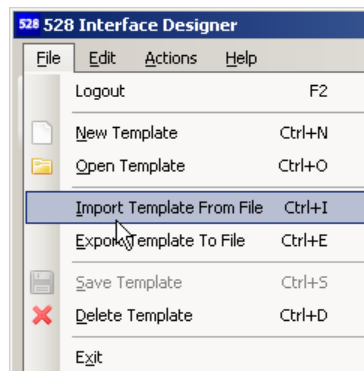 528 528 Interface Designer
File Edit Actions Help
Logout F2
New Template Ctrl+N
Open Template Ctrl+O
Import Template From File Ctrl+I
Export Template To File Ctrl+E
Save Template Ctrl+S
Delete Template Ctrl+D
Exit